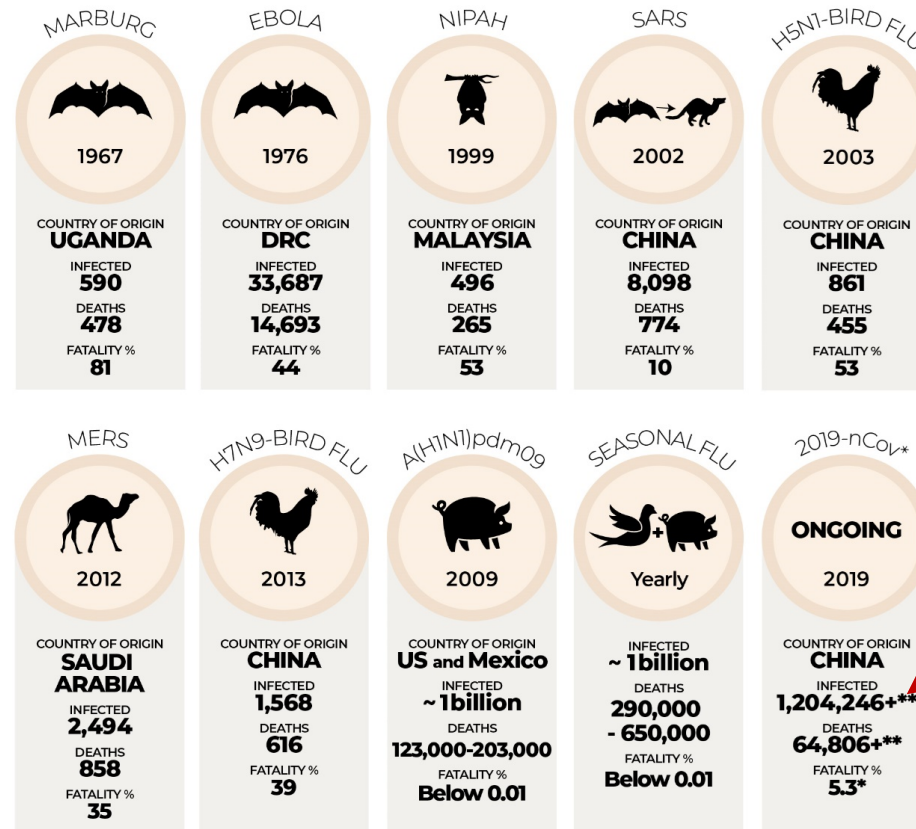 MARBURG
1967
COUNTRY OF ORIGIN
UGANDA
INFECTED
590
DEATHS
478
FATALITY %
81
EBOLA
1976
COUNTRY OF ORIGIN
DRC
INFECTED
33,687
DEATHS
14,693
FATALITY %
44
NIPAH
1999
COUNTRY OF ORIGIN
MALAYSIA
INFECTED
496
DEATHS
265
FATALITY %
53
SARS
2002
COUNTRY OF ORIGIN
CHINA
INFECTED
8,098
DEATHS
774
FATALITY %
10
H5N1-BIRD FLU
2003
COUNTRY OF ORIGIN
CHINA
INFECTED
861
DEATHS
455
FATALITY %
53
MERS
2012
COUNTRY OF ORIGIN
SAUDI
ARABIA
INFECTED
2,494
DEATHS
858
FATALITY %
35
H7N9-BIRD FLU
2013
COUNTRY OF ORIGIN
CHINA
INFECTED
1,568
DEATHS
616
FATALITY %
39
A(H1N1)pdm09
2009
COUNTRY OF ORIGIN
US and Mexico
INFECTED
~ 1billion
DEATHS
123,000-203,000
FATALITY %
Below 0.01
SEASONAL FLU
+
Yearly
INFECTED
~ 1billion
DEATHS
290,000
- 650,000
FATALITY %
Below 0.01
2019-nCov*
ONGOING
2019
COUNTRY OF ORIGIN
CHINA
INFECTED
1,204,246+**
DEATHS
64,806+**
FATALITY %
5.3*